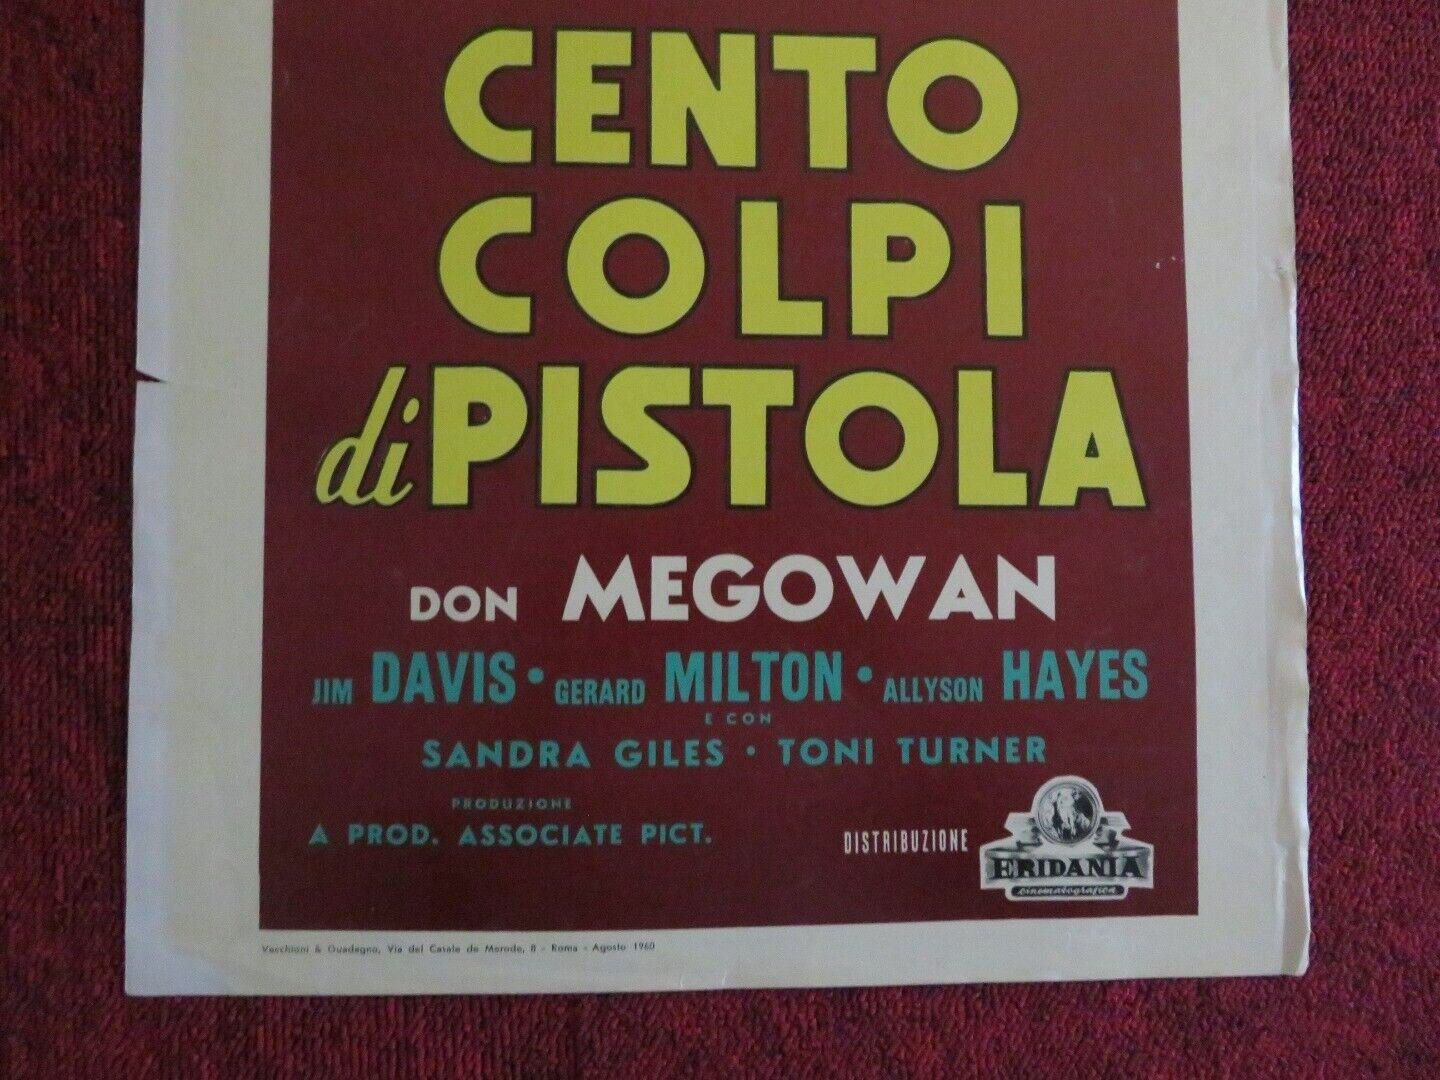 CENTO
COLPI
di PISTOLA
DON MEGOWAN
JIM DAVIS • GERARD MILTON • ALLYSON HAYES
E CON
SANDRA GILES • TONI TURNER
PRODUZIONE
A PROD. ASSOCIATE PICT.
DISTRIBUZIONE
ERIDANIA
cinematografica
Vecchioni & Guadagno, Via del Casale de Merode, 8 - Roma - Agosto 1960